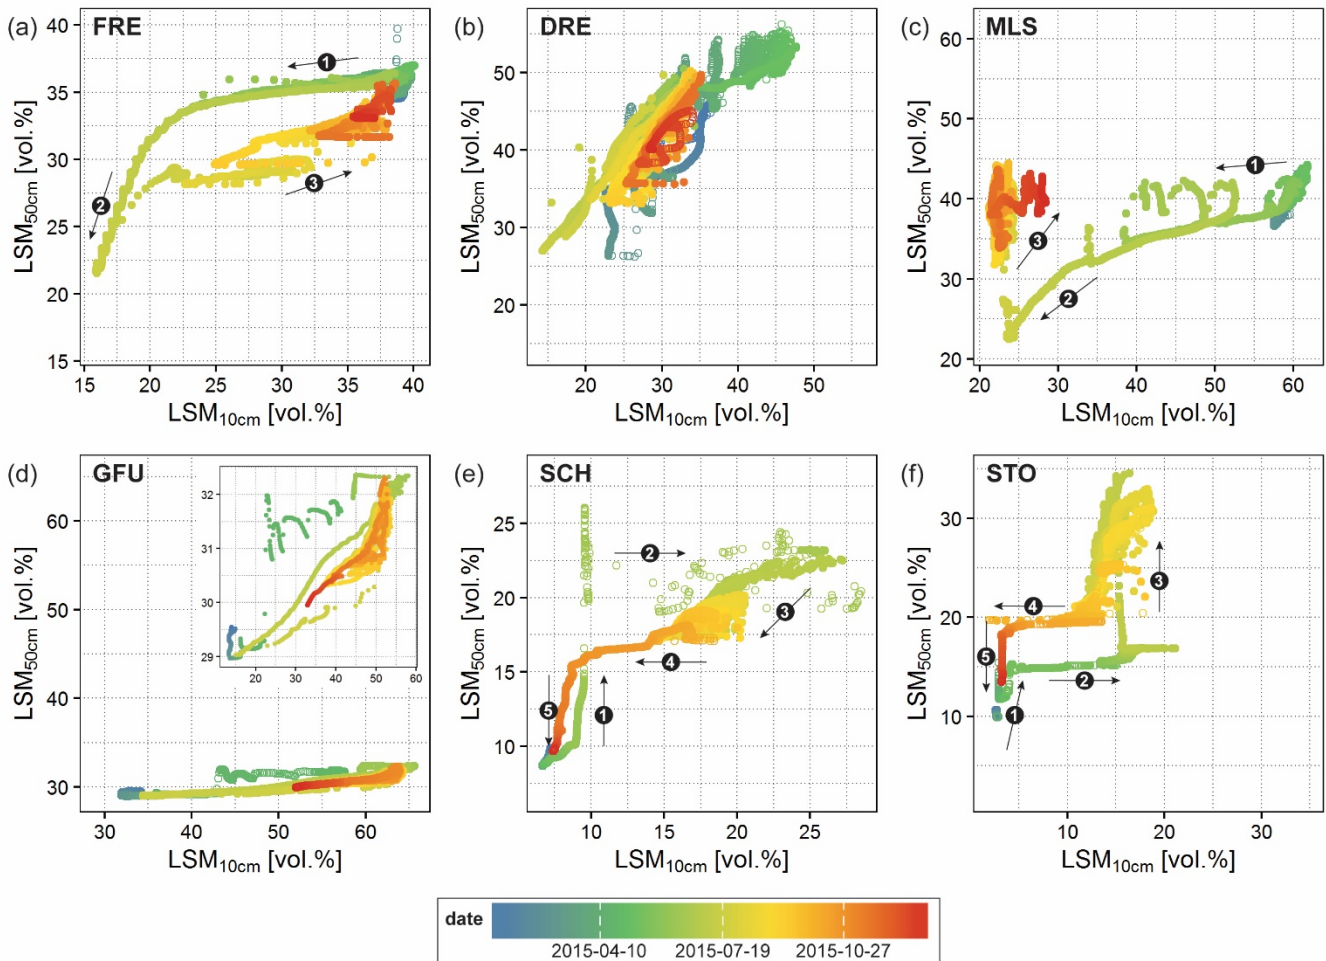 (a) FRE
(b) DRE
(c) MLS
LSM50cm [vol.%]
40
35
30
25
20
15
1
2
3
15 20 25 30 35 40
LSM10cm [vol.%]
LSM50cm [vol.%]
50
40
30
20
20 30 40 50
LSM10cm [vol.%]
LSM50cm [vol.%]
60
50
40
30
20
1
2
3
20 30 40 50 60
LSM10cm [vol.%]
(d) GFU
(e) SCH
(f) STO
LSM50cm [vol.%]
60
50
40
30
32
31
30
29
20 30 40 50 60
30 40 50 60
LSM10cm [vol.%]
LSM50cm [vol.%]
25
20
15
10
2
3
4
5
1
10 15 20 25
LSM10cm [vol.%]
LSM50cm [vol.%]
30
20
10
3
4
5
2
1
10 20 30
LSM10cm [vol.%]
date
2015-04-10 2015-07-19 2015-10-27